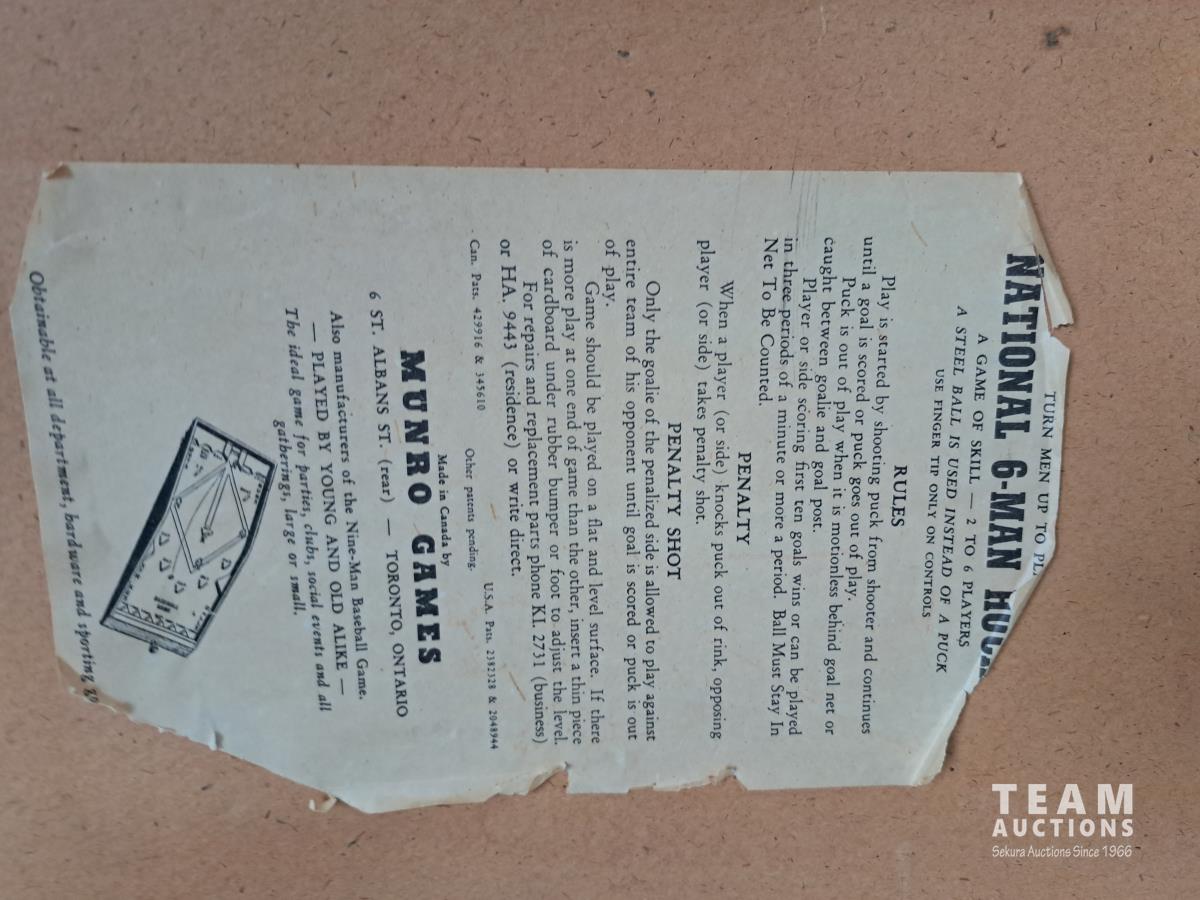 TURN MEN UP TO PL
NATIONAL 6-MAN HOCK
A GAME OF SKILL — 2 TO 6 PLAYERS
A STEEL BALL IS USED INSTEAD OF A PUCK
USE FINGER TIP ONLY ON CONTROLS
RULES
Play is started by shooting puck from shooter and continues
until a goal is scored or puck goes out of play.
Puck is out of play when it is motionless behind goal net or
caught between goalie and goal post.
Player or side scoring first ten goals wins or can be played
in three periods of a minute or more a period. Ball Must Stay In
Net To Be Counted.
PENALTY
When a player (or side) knocks puck out of rink, opposing
player (or side) takes penalty shot.
PENALTY SHOT
Only the goalie of the penalized side is allowed to play against
entire team of his opponent until goal is scored or puck is out
of play.
Game should be played on a flat and level surface. If there
is more play at one end of game than the other, insert a thin piece
of cardboard under rubber bumper or foot to adjust the level.
For repairs and replacement parts phone KI. 2731 (business)
or HA. 9443 (residence) or write direct.
Can. Pats. 429916 & 345610
Other patents pending.
U.S.A. Pats. 2382328 & 2048944
Made in Canada by
MUNRO GAMES
6 ST. ALBAN'S ST. (rear) — TORONTO, ONTARIO
Also manufacturers of the Nine-Man Baseball Game.
— PLAYED BY YOUNG AND OLD ALIKE —
The ideal game for parties, clubs, social events and all
gatherings, large or small.
Obtainable at all department, hardware and sporting go
TEAM
AUCTIONS
Sekura Auctions Since 1966